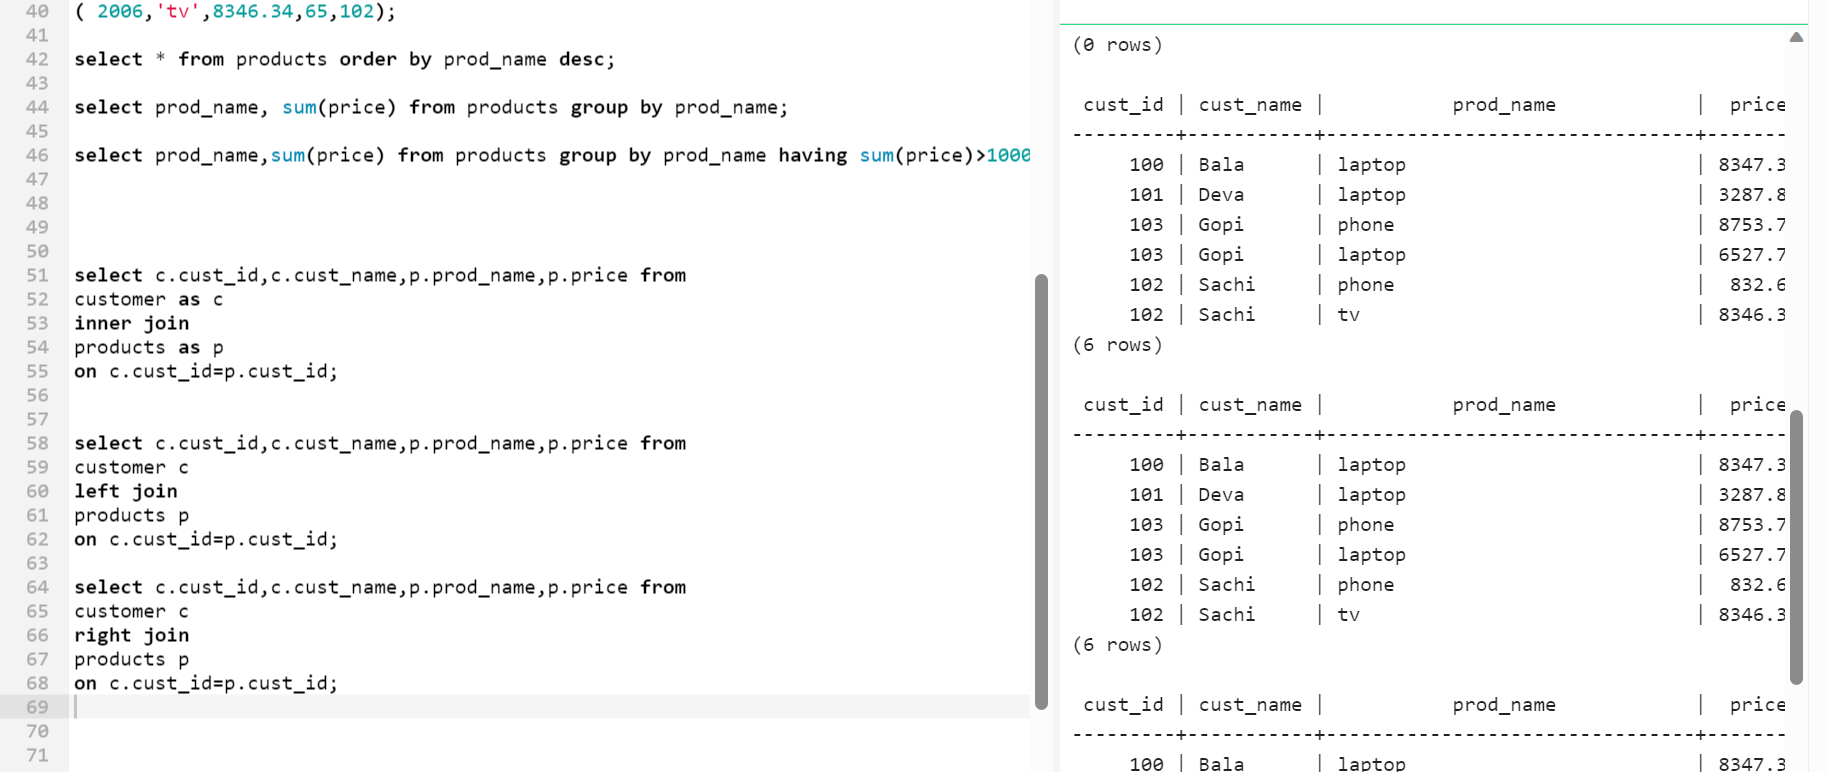 40 ( 2006,'tv',8346.34,65,102);
41
42 select * from products order by prod_name desc;
43
44 select prod_name, sum(price) from products group by prod_name;
45
46 select prod_name,sum(price) from products group by prod_name having sum(price)>1000
47
48
49
50
51 select c.cust_id,c.cust_name,p.prod_name,p.price from
52 customer as c
53 inner join
54 products as p
55 on c.cust_id=p.cust_id;
56
57
58 select c.cust_id,c.cust_name,p.prod_name,p.price from
59 customer c
60 left join
61 products p
62 on c.cust_id=p.cust_id;
63
64 select c.cust_id,c.cust_name,p.prod_name,p.price from
65 customer c
66 right join
67 products p
68 on c.cust_id=p.cust_id;
69
70
71
(0 rows)
cust_id | cust_name | prod_name | price
---------+-----------+--------------------------------+-------
100 | Bala | laptop | 8347.3
101 | Deva | laptop | 3287.8
103 | Gopi | phone | 8753.7
103 | Gopi | laptop | 6527.7
102 | Sachi | phone | 832.6
102 | Sachi | tv | 8346.3
(6 rows)
cust_id | cust_name | prod_name | price
---------+-----------+--------------------------------+-------
100 | Bala | laptop | 8347.3
101 | Deva | laptop | 3287.8
103 | Gopi | phone | 8753.7
103 | Gopi | laptop | 6527.7
102 | Sachi | phone | 832.6
102 | Sachi | tv | 8346.3
(6 rows)
cust_id | cust_name | prod_name | price
---------+-----------+--------------------------------+-------
100 | Bala | laptop | 8347.3